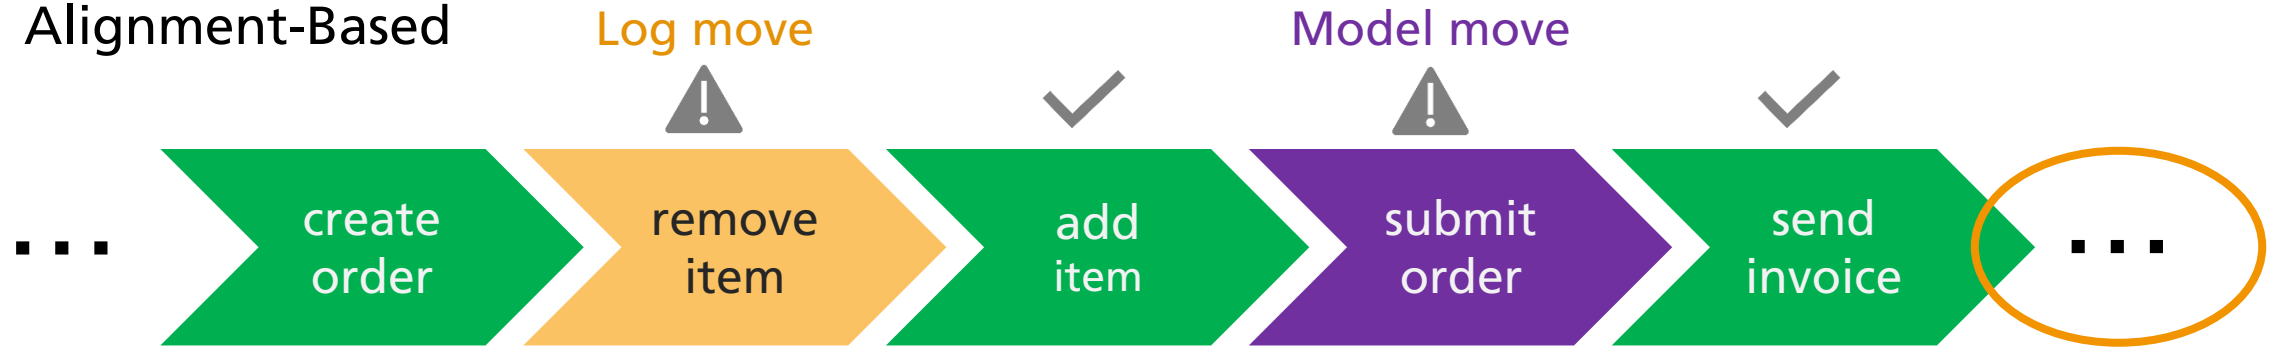 Alignment-Based
Log move
Model move
create
order
remove
item
add
item
submit
order
send
invoice
...
...